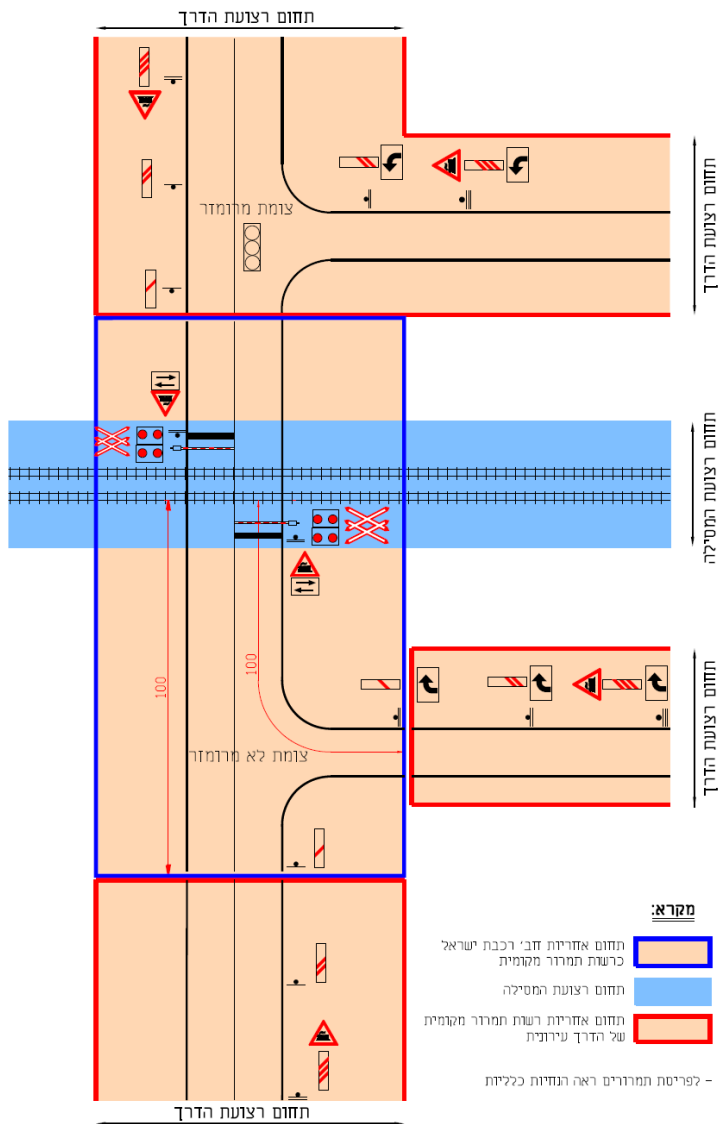 תחום רצועת הדרך
תחום רצועת הדרך
צומת מרומזר
תחום רצועת המסילה
100
100
תחום רצועת הדרך
צומת לא מרומזר
מקרא:
תחום אחריות חב' רכבת ישראל
כרשות תמרור מקומית
תחום רצועת המסילה
תחום אחריות רשות תמרור מקומית
של הדרך עירונית
- לפריסת תמרורים ראה הנחיות כלליות
תחום רצועת הדרך